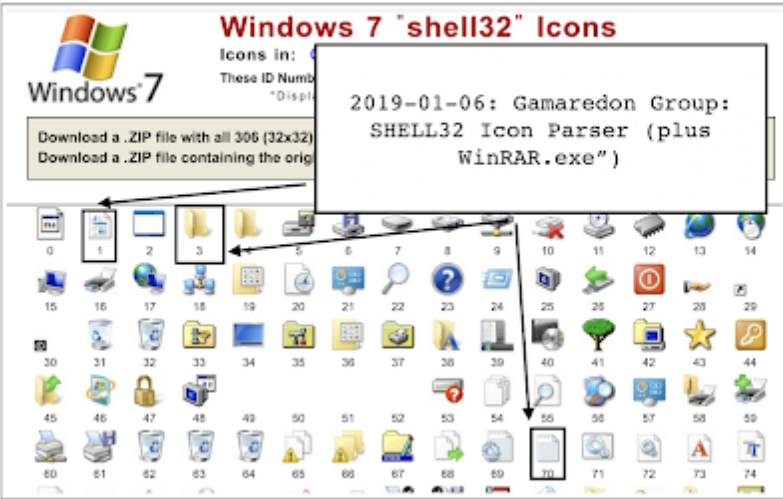 Windows 7 "shell32" Icons
Icons in:
These ID Numb
*Displa
Windows 7
Download a .ZIP file with all 306 (32x32)
Download a .ZIP file containing the orig
2019-01-06: Gamaredon Group:
SHELL32 Icon Parser (plus
WinRAR.exe”)
0 1 2 3 4 5 6 7 8 9 10 11 12 13 14
15 16 17 18 19 20 21 22 23 24 25 26 27 28 29
30 31 32 33 34 35 36 37 38 39 40 41 42 43 44
45 46 47 48 49 50 51 52 53 54 55 56 57 58 59
60 61 62 63 64 65 66 67 68 69 70 71 72 73 74